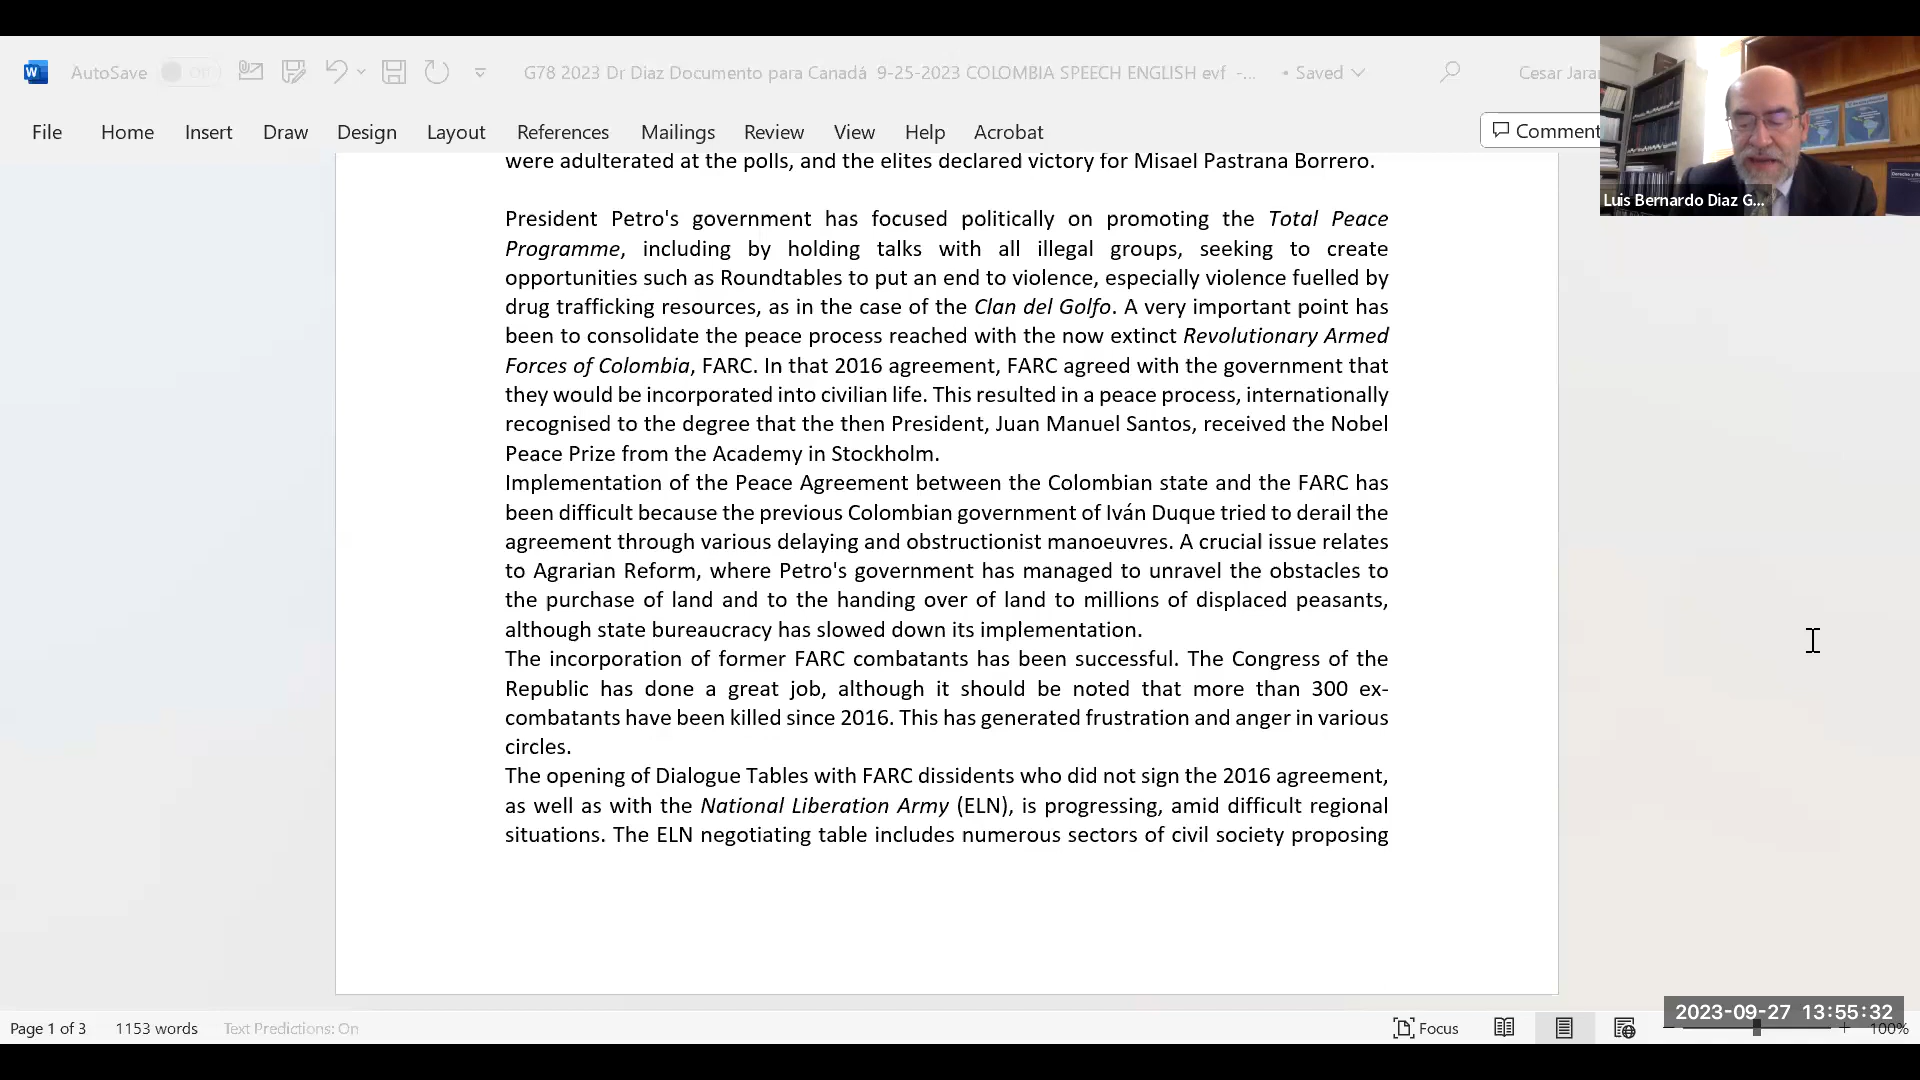 AutoSave On G78 2023 Dr Diaz Documento para Canadá 9-25-2023 COLOMBIA SPEECH ENGLISH evf -... • Saved Cesar Jara
File Home Insert Draw Design Layout References Mailings Review View Help Acrobat Comment
Luis Bernardo Diaz G...
were adulterated at the polls, and the elites declared victory for Misael Pastrana Borrero.
President Petro's government has focused politically on promoting the Total Peace
Programme, including by holding talks with all illegal groups, seeking to create
opportunities such as Roundtables to put an end to violence, especially violence fuelled by
drug trafficking resources, as in the case of the Clan del Golfo. A very important point has
been to consolidate the peace process reached with the now extinct Revolutionary Armed
Forces of Colombia, FARC. In that 2016 agreement, FARC agreed with the government that
they would be incorporated into civilian life. This resulted in a peace process, internationally
recognised to the degree that the then President, Juan Manuel Santos, received the Nobel
Peace Prize from the Academy in Stockholm.
Implementation of the Peace Agreement between the Colombian state and the FARC has
been difficult because the previous Colombian government of Iván Duque tried to derail the
agreement through various delaying and obstructionist manoeuvres. A crucial issue relates
to Agrarian Reform, where Petro's government has managed to unravel the obstacles to
the purchase of land and to the handing over of land to millions of displaced peasants,
although state bureaucracy has slowed down its implementation.
The incorporation of former FARC combatants has been successful. The Congress of the
Republic has done a great job, although it should be noted that more than 300 ex-
combatants have been killed since 2016. This has generated frustration and anger in various
circles.
The opening of Dialogue Tables with FARC dissidents who did not sign the 2016 agreement,
as well as with the National Liberation Army (ELN), is progressing, amid difficult regional
situations. The ELN negotiating table includes numerous sectors of civil society proposing
2023-09-27 13:55:32
Page 1 of 3 1153 words Text Predictions: On Focus 100%